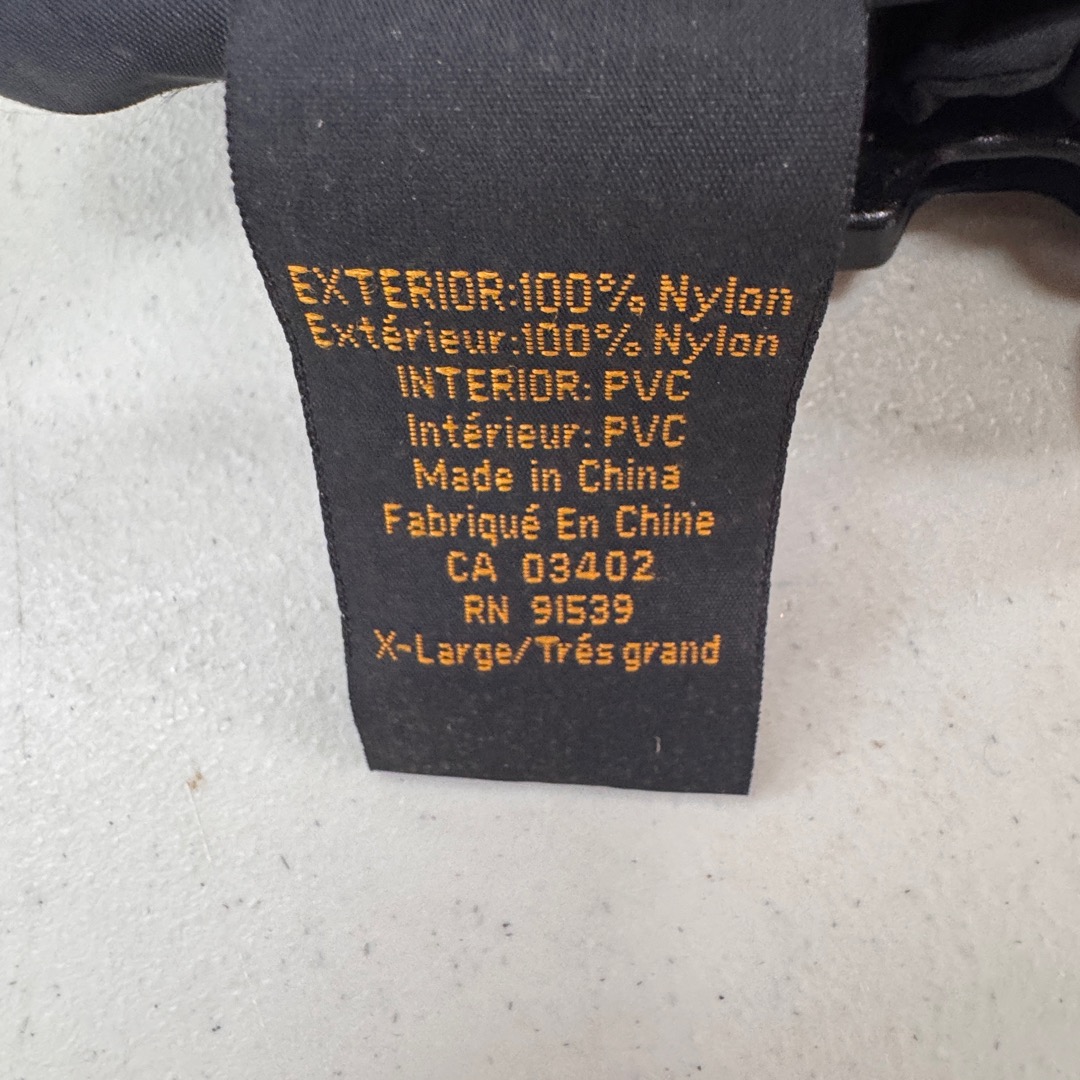 EXTERIOR:100% Nylon
Extérieur:100% Nylon
INTERIOR: PVC
Intérieur: PVC
Made in China
Fabriqué En Chine
CA 03402
RN 91539
X-Large/Trés grand